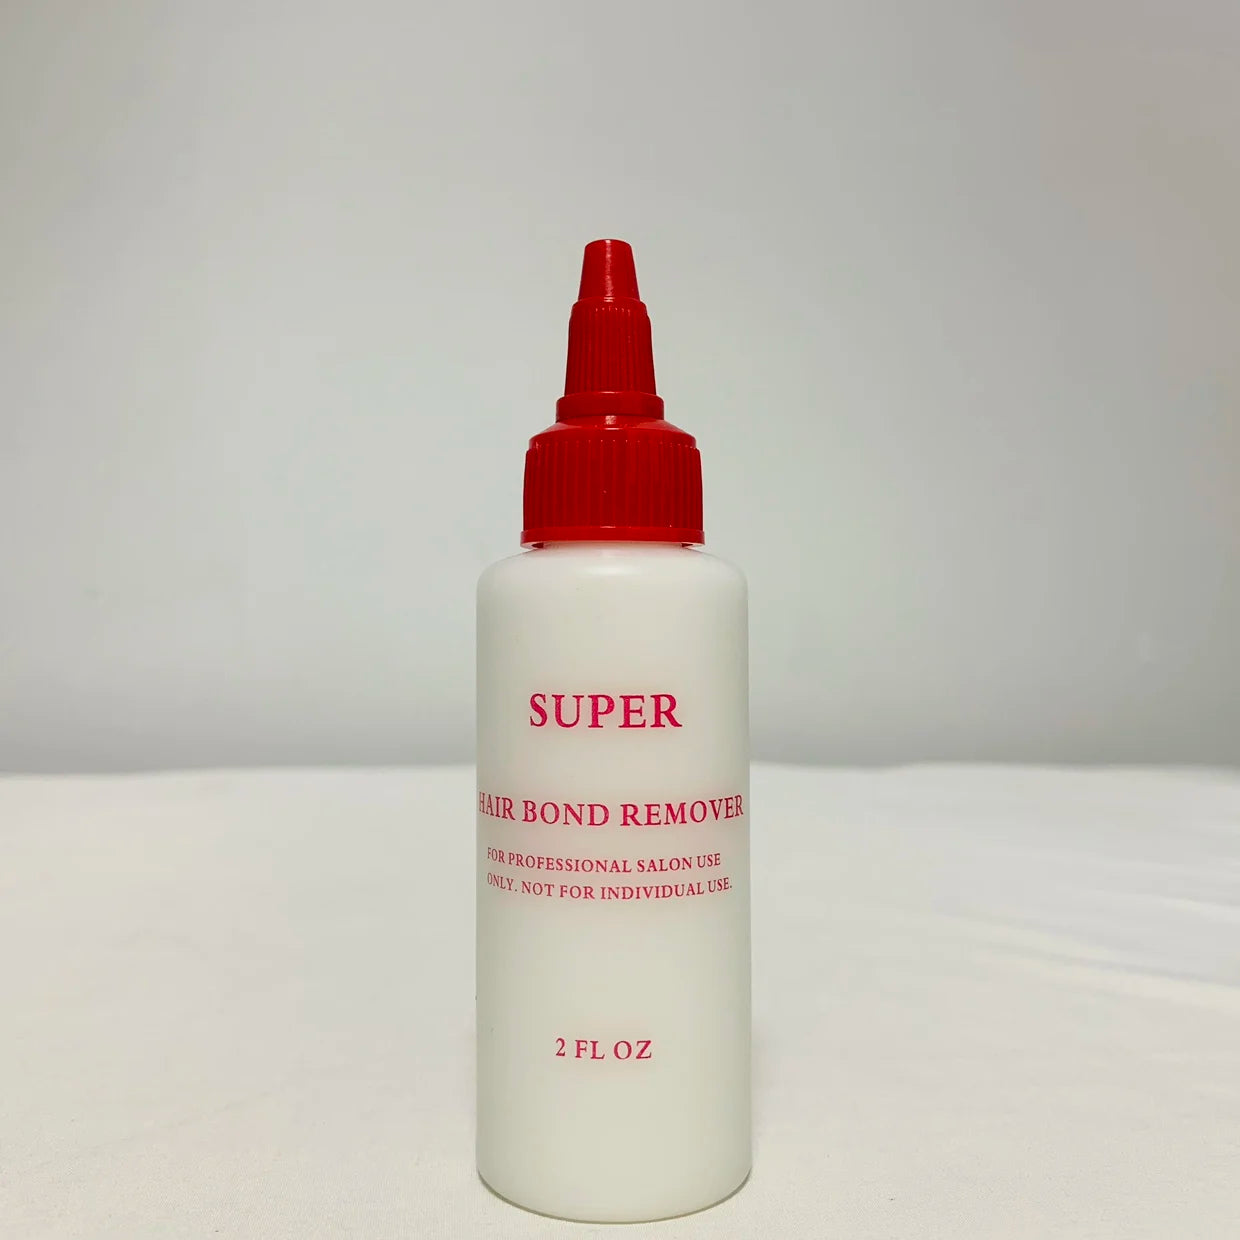 SUPER
HAIR BOND REMOVER
FOR PROFESSIONAL SALON USE
ONLY. NOT FOR INDIVIDUAL USE.
2 FL OZ